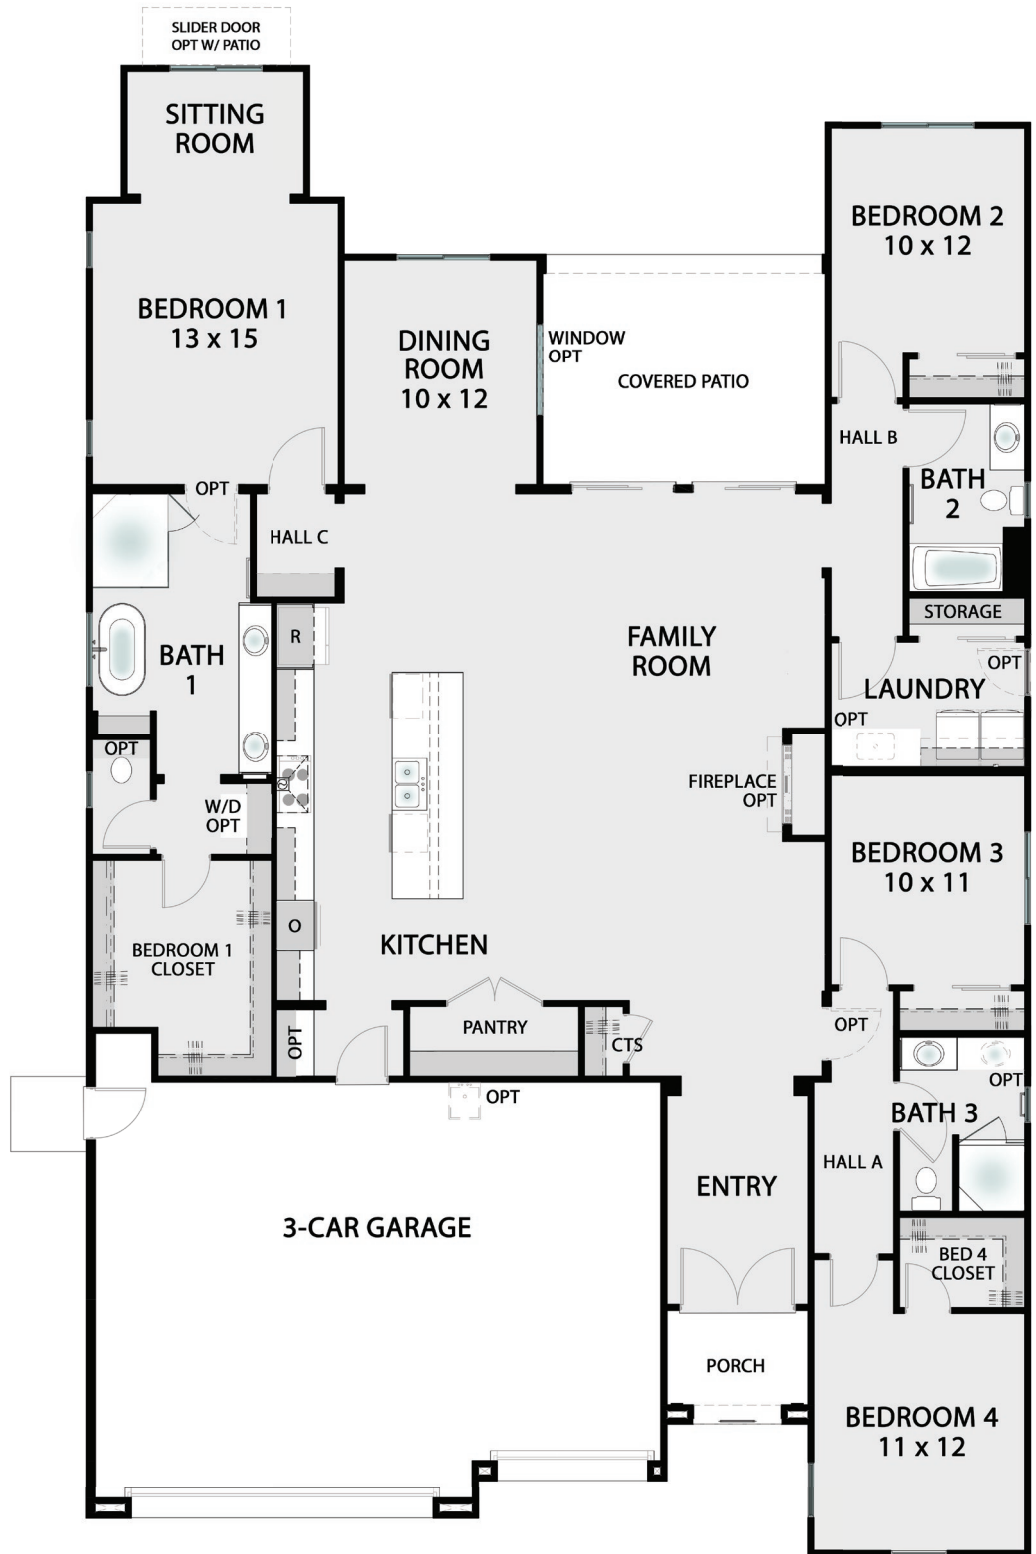 SLIDER DOOR
OPT W/ PATIO
SITTING
ROOM
BEDROOM 2
10 x 12
BEDROOM 1
13 x 15
DINING
ROOM
10 x 12
WINDOW
OPT
COVERED PATIO
HALL B
BATH
2
OPT
HALL C
STORAGE
R
FAMILY
ROOM
BATH
1
OPT
LAUNDRY
OPT
OPT
FIREPLACE
OPT
W/D
OPT
BEDROOM 3
10 x 11
O
KITCHEN
BEDROOM 1
CLOSET
OPT
PANTRY
CTS
OPT
OPT
OPT
BATH 3
HALL A
ENTRY
3-CAR GARAGE
BED 4
CLOSET
PORCH
BEDROOM 4
11 x 12